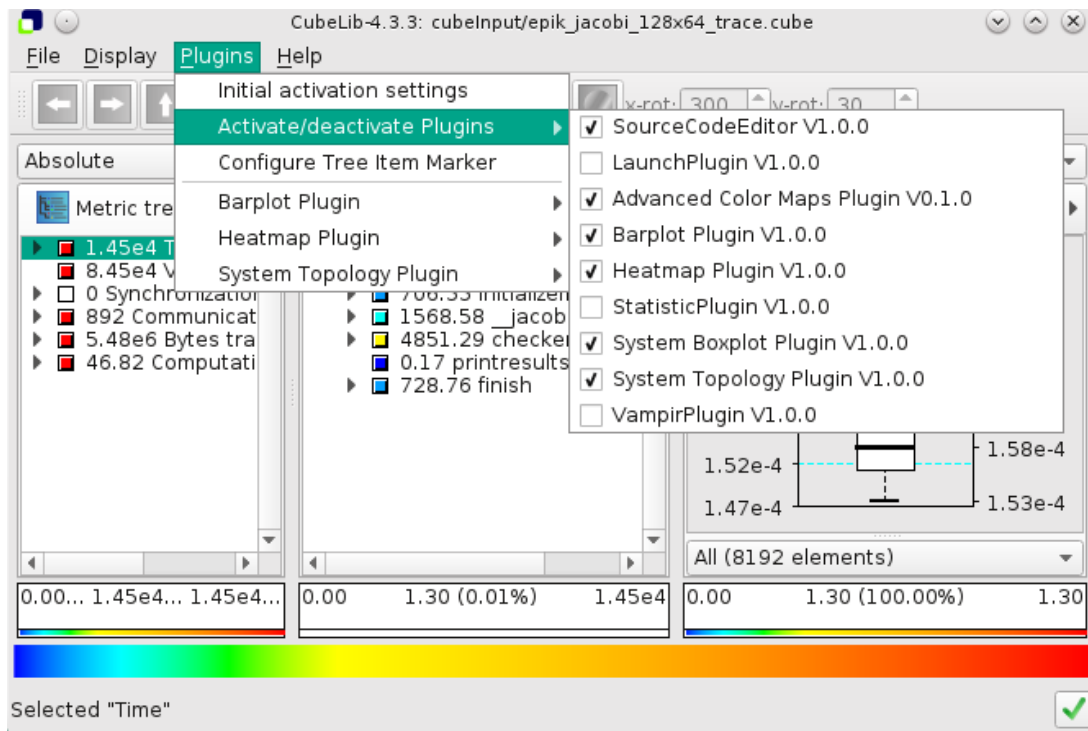 CubeLib-4.3.3: cubeInput/epik_jacobi_128x64_trace.cube
File Display Plugins Help
Initial activation settings
Activate/deactivate Plugins
Configure Tree Item Marker
Barplot Plugin
Heatmap Plugin
System Topology Plugin
SourceCodeEditor V1.0.0
LaunchPlugin V1.0.0
Advanced Color Maps Plugin V0.1.0
Barplot Plugin V1.0.0
Heatmap Plugin V1.0.0
StatisticPlugin V1.0.0
System Boxplot Plugin V1.0.0
System Topology Plugin V1.0.0
VampirPlugin V1.0.0
x-rot: 300 y-rot: 30
Absolute
Metric tre
1.45e4 T
8.45e4 V
0 Synchronization
892 Communicat
5.48e6 Bytes tra
46.82 Computati
706.55 initializen
1568.58 __jacob
4851.29 checker
0.17 printresults
728.76 finish
1.52e-4 1.58e-4
1.47e-4 1.53e-4
All (8192 elements)
0.00... 1.45e4... 1.45e4...
0.00 1.30 (0.01%) 1.45e4
0.00 1.30 (100.00%) 1.30
Selected "Time"